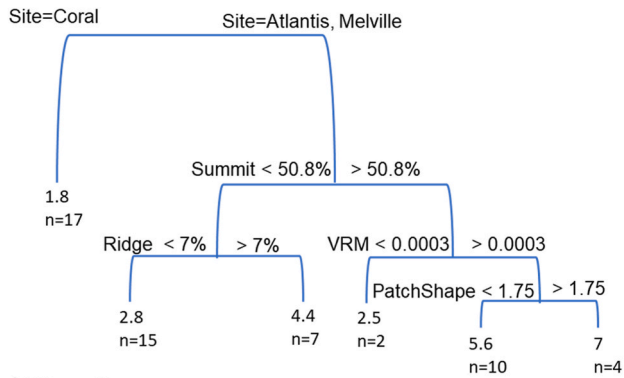 Site=Coral
Site=Atlantis, Melville
Summit < 50.8% > 50.8%
1.8
n=17
Ridge < 7% > 7%
VRM < 0.0003 > 0.0003
PatchShape < 1.75 > 1.75
2.8
n=15
4.4
n=7
2.5
n=2
5.6
n=10
7
n=4